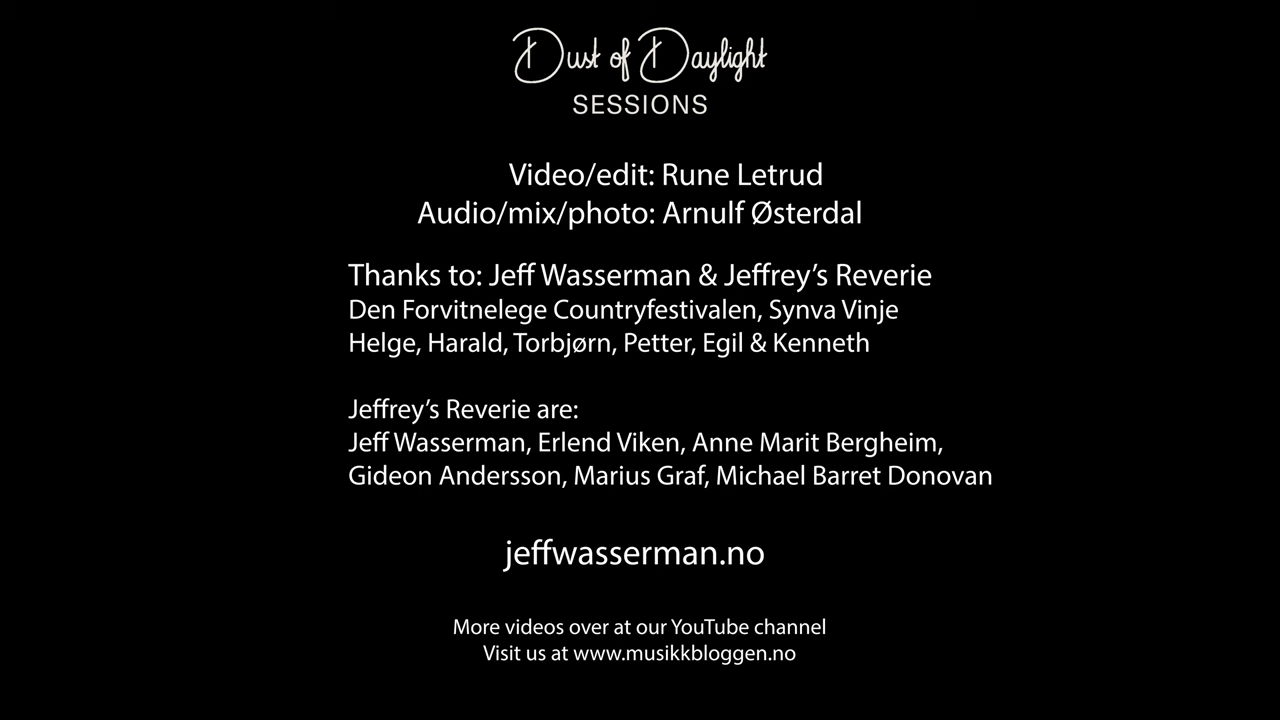 Dust of Daylight
SESSIONS
Video/edit: Rune Letrud
Audio/mix/photo: Arnulf Østerdal
Thanks to: Jeff Wasserman & Jeffrey’s Reverie
Den Forvitnelege Countryfestivalen, Synva Vinje
Helge, Harald, Torbjørn, Petter, Egil & Kenneth
Jeffrey’s Reverie are:
Jeff Wasserman, Erlend Viken, Anne Marit Bergheim,
Gideon Andersson, Marius Graf, Michael Barret Donovan
jeffwasserman.no
More videos over at our YouTube channel
Visit us at www.musikkbloggen.no